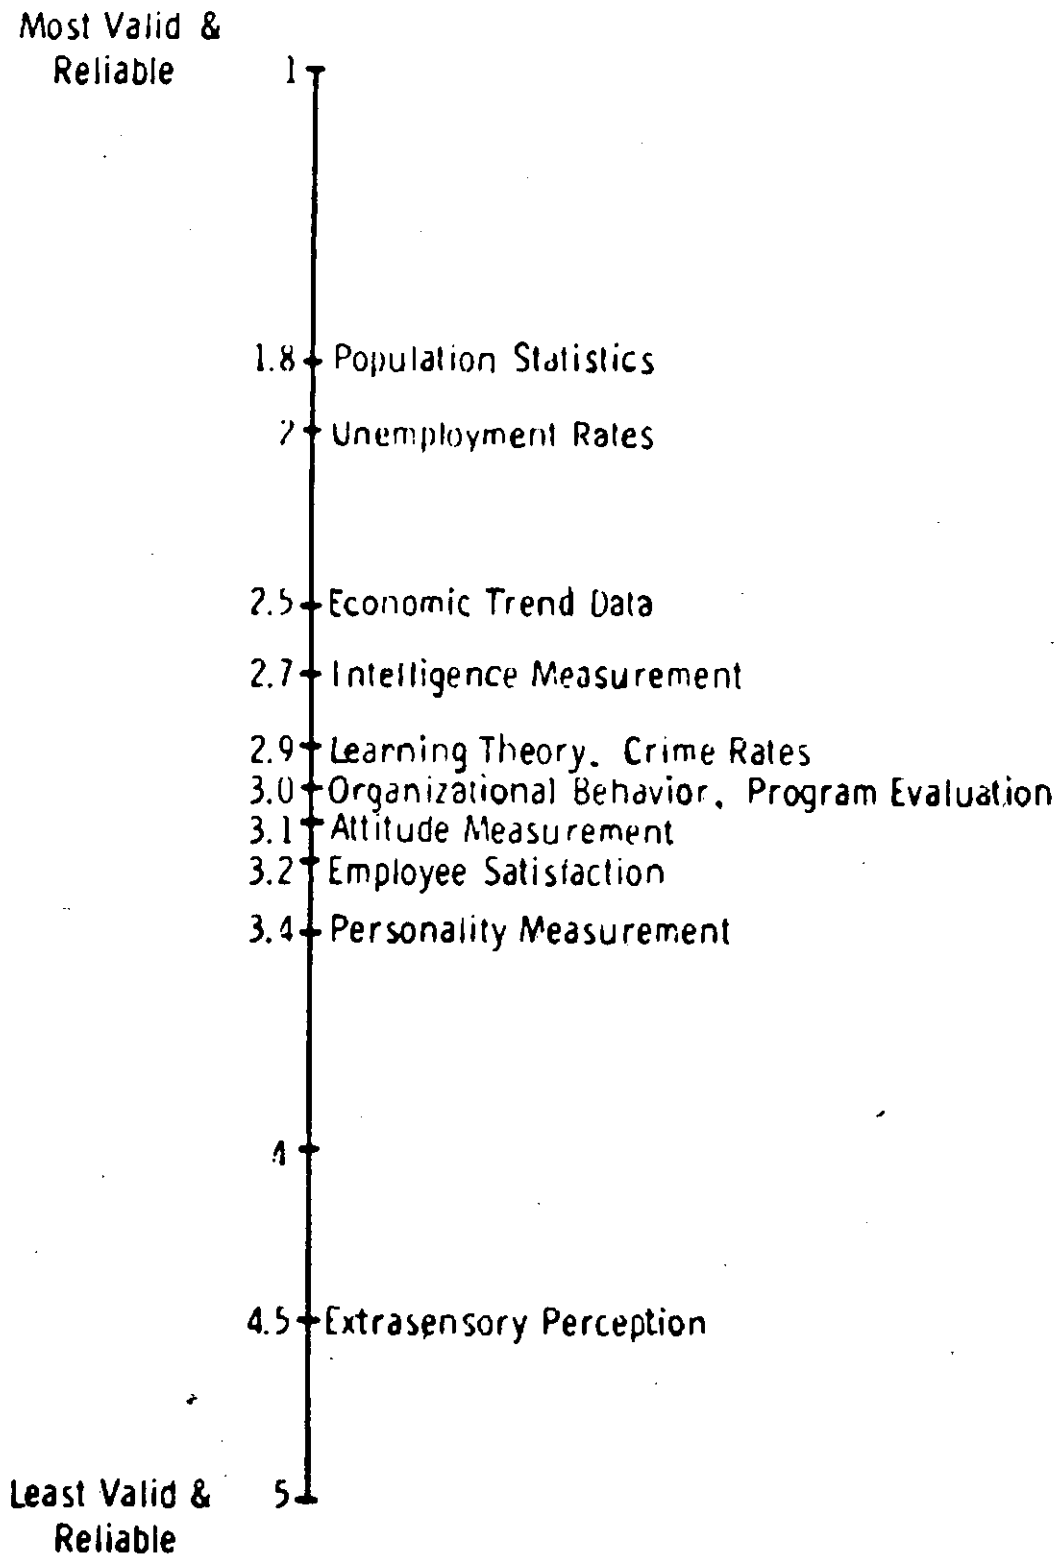 Most Valid &
Reliable 1
1.8 Population Statistics
2 Unemployment Rates
2.5 Economic Trend Data
2.7 Intelligence Measurement
2.9 Learning Theory. Crime Rates
3.0 Organizational Behavior, Program Evaluation
3.1 Attitude Measurement
3.2 Employee Satisfaction
3.4 Personality Measurement
4
4.5 Extrasensory Perception
Least Valid & 5
Reliable